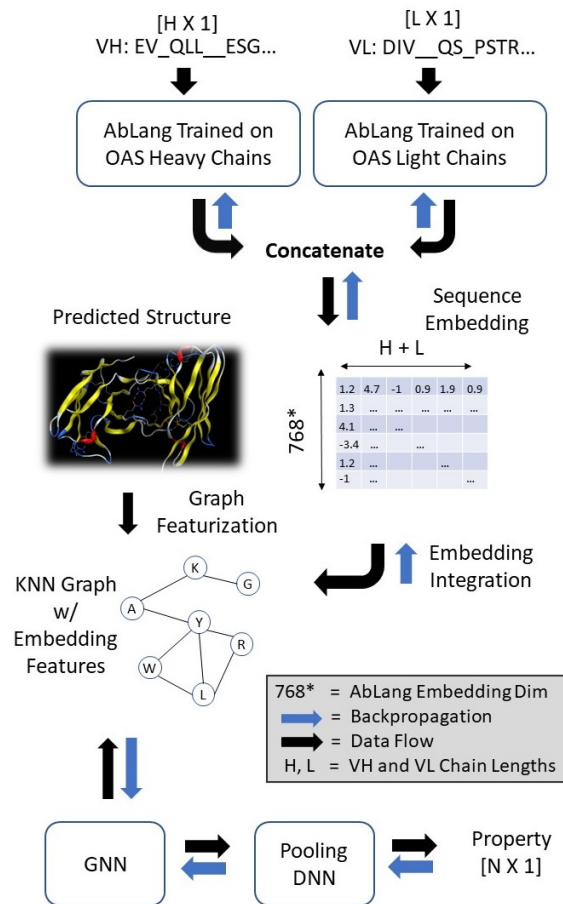 [H X 1]
VH: EV_QLL__ESG...
[L X 1]
VL: DIV__QS_PSTR...
AbLang Trained on
OAS Heavy Chains
AbLang Trained on
OAS Light Chains
Concatenate
Predicted Structure
Sequence
Embedding
H + L
768*
1.2 4.7 -1 0.9 1.9 0.9
1.3 ... ... ... ... ...
4.1 ... ...
-3.4 ...
1.2 ... ...
-1 ... ...
Graph
Featurization
Embedding
Integration
KNN Graph
w/
Embedding
Features
K
G
A
Y
R
W
L
768* = AbLang Embedding Dim
= Backpropagation
= Data Flow
H, L = VH and VL Chain Lengths
GNN
Pooling
DNN
Property
[N X 1]